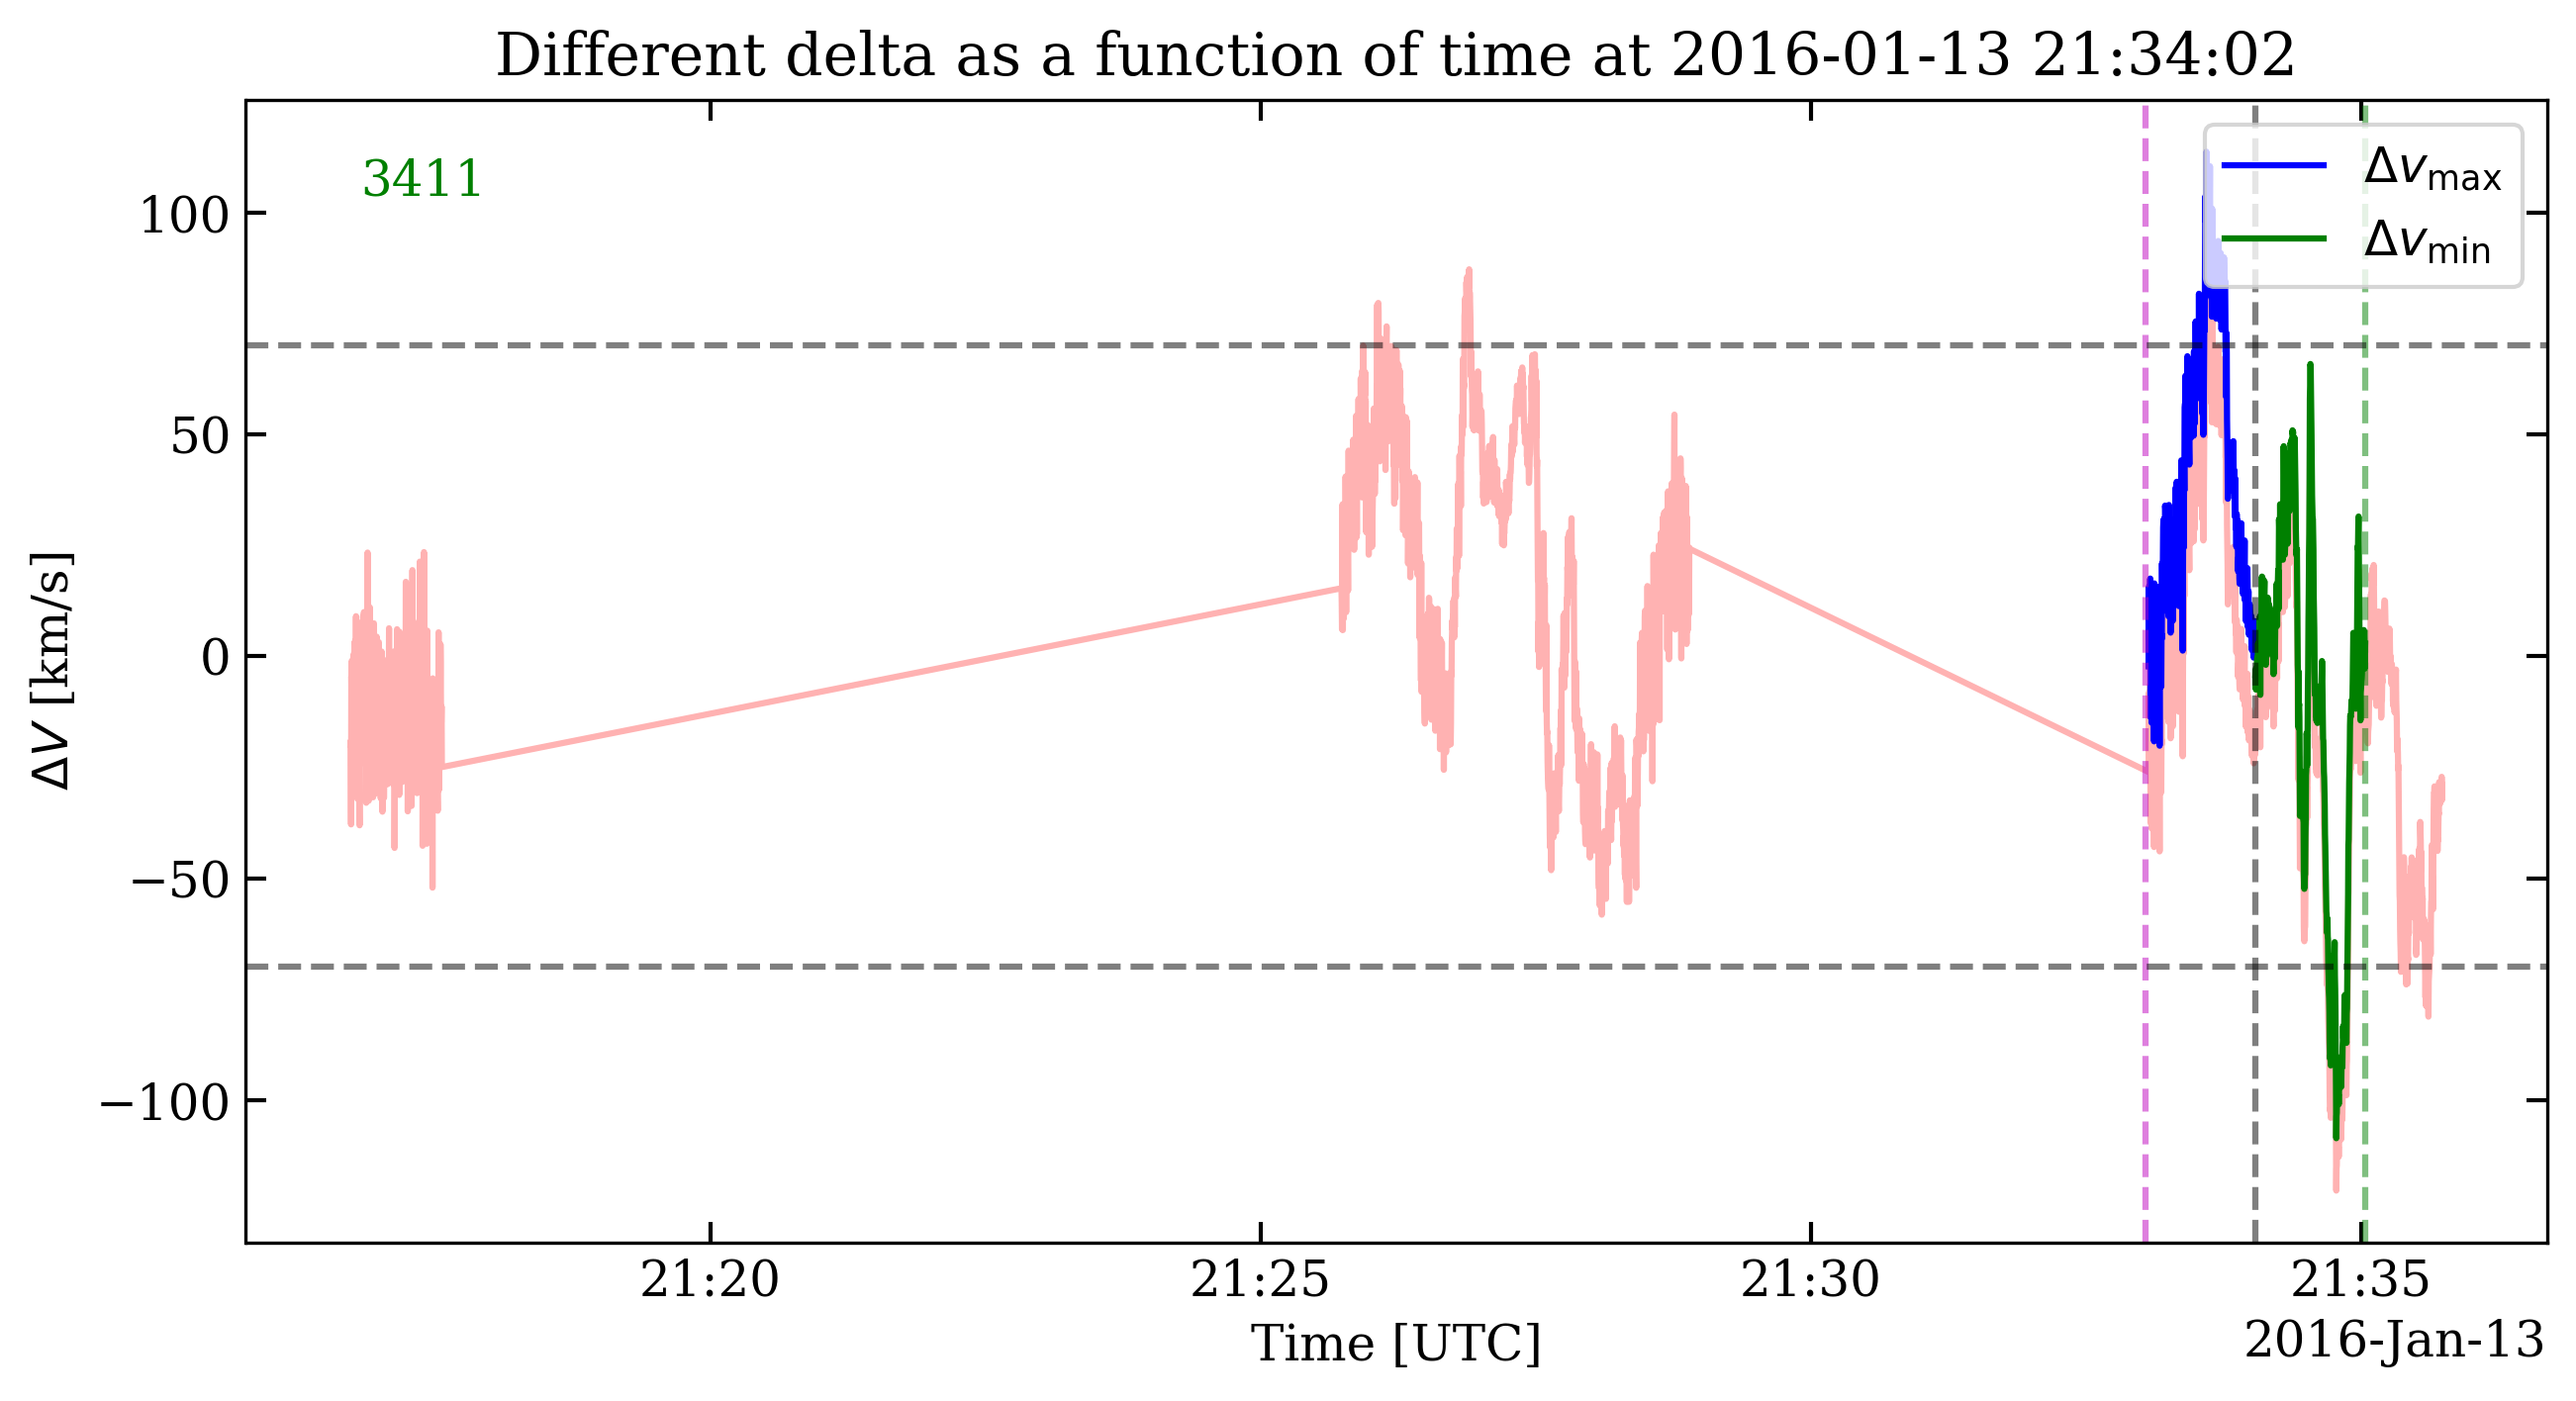 Different delta as a function of time at 2016-01-13 21:34:02
3411
Δv_max
Δv_min
100
50
0
−50
−100
ΔV [km/s]
21:20 21:25 21:30 21:35
2016-Jan-13
Time [UTC]